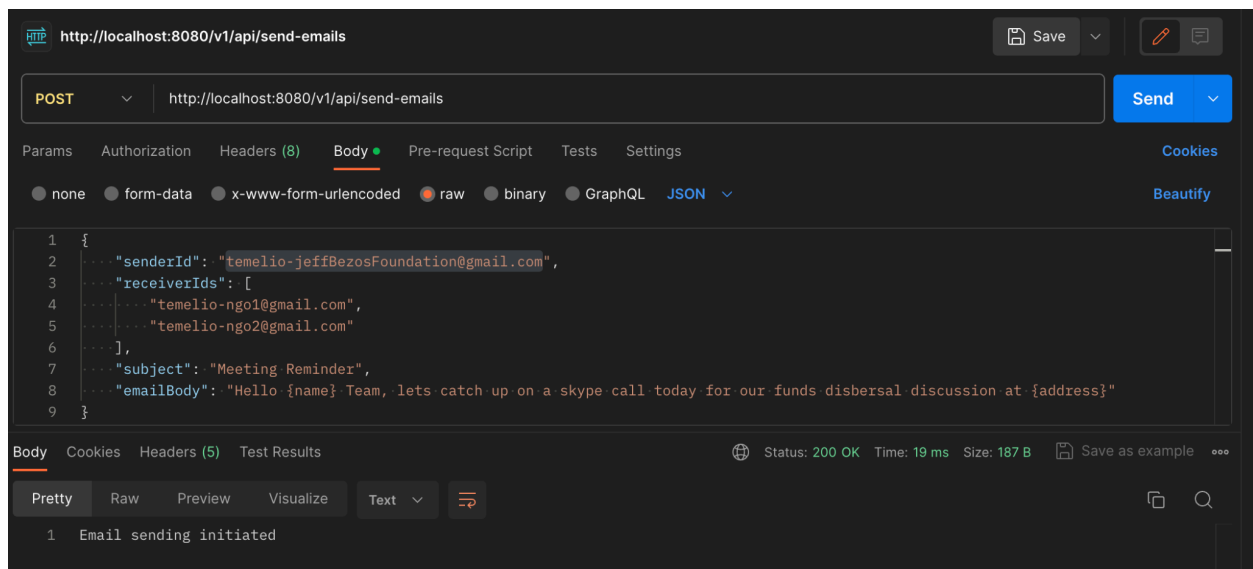 HTTP http://localhost:8080/v1/api/send-emails Save
POST http://localhost:8080/v1/api/send-emails Send
Params Authorization Headers (8) Body Pre-request Script Tests Settings Cookies
none form-data x-www-form-urlencoded raw binary GraphQL JSON Beautify
1 {
2 "senderId": "temelio-jeffBezosFoundation@gmail.com",
3 "receiverIds": [
4 "temelio-ngo1@gmail.com",
5 "temelio-ngo2@gmail.com"
6 ],
7 "subject": "Meeting Reminder",
8 "emailBody": "Hello {name} Team, lets catch up on a skype call today for our funds disbersal discussion at {address}"
9 }
Body Cookies Headers (5) Test Results Status: 200 OK Time: 19 ms Size: 187 B Save as example
Pretty Raw Preview Visualize Text
1 Email sending initiated